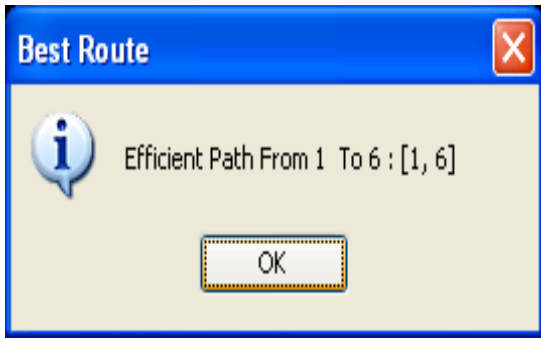 Best Route
Efficient Path From 1  To 6 : [1, 6]
OK